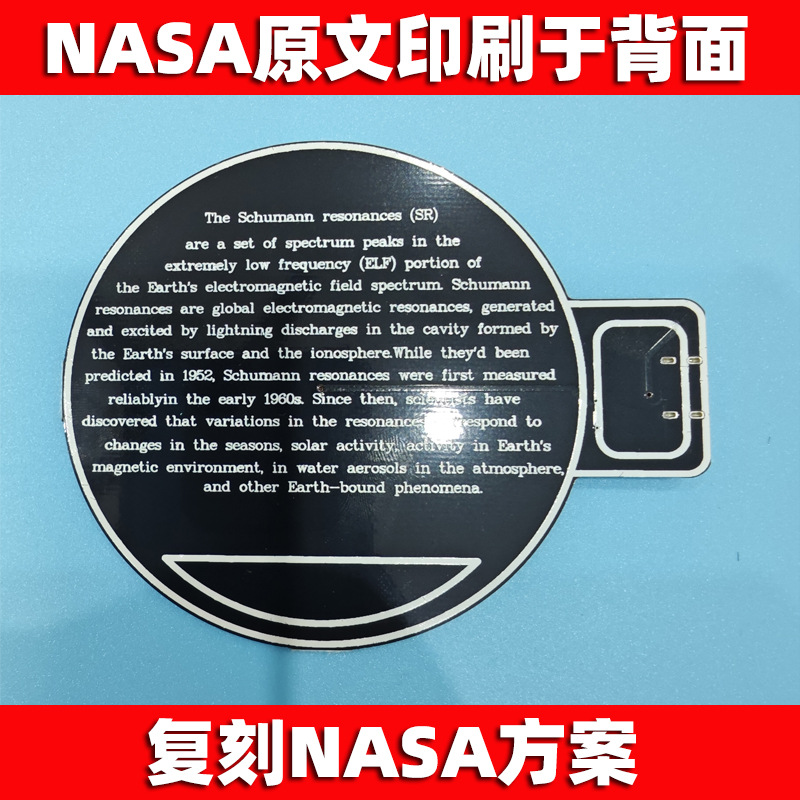 NASA原文印刷于背面
The Schumann resonances (SR)
are a set of spectrum peaks in the
extremely low frequency (ELF) portion of
the Earth's electromagnetic field spectrum. Schumann
resonances are global electromagnetic resonances, generated
and excited by lightning discharges in the cavity formed by
the Earth's surface and the ionosphere.While they'd been
predicted in 1952, Schumann resonances were first measured
reliablyin the early 1960s. Since then, scientists have
discovered that variations in the resonances respond to
changes in the seasons, solar activity, activity in Earth's
magnetic environment, in water aerosols in the atmosphere,
and other Earth-bound phenomena.
复刻NASA方案